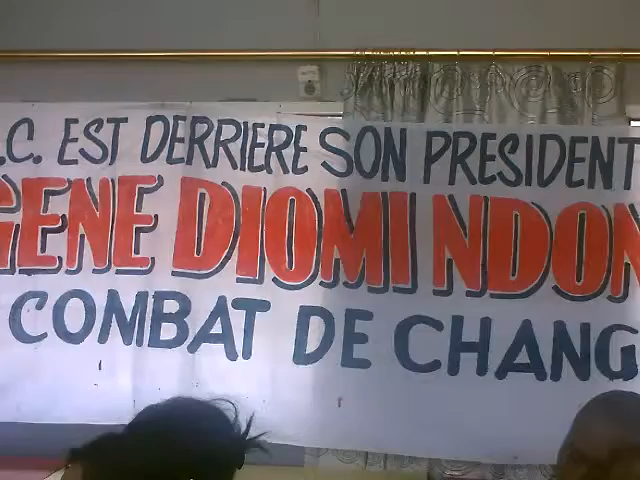 .C. EST DERRIERE SON PRESIDENT
GENE DIOMI NDON
COMBAT DE CHANG